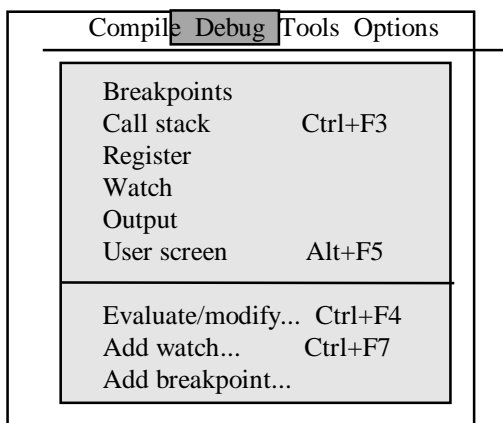 Compile Debug Tools Options
Breakpoints
Call stack Ctrl+F3
Register
Watch
Output
User screen Alt+F5
Evaluate/modify... Ctrl+F4
Add watch... Ctrl+F7
Add breakpoint...